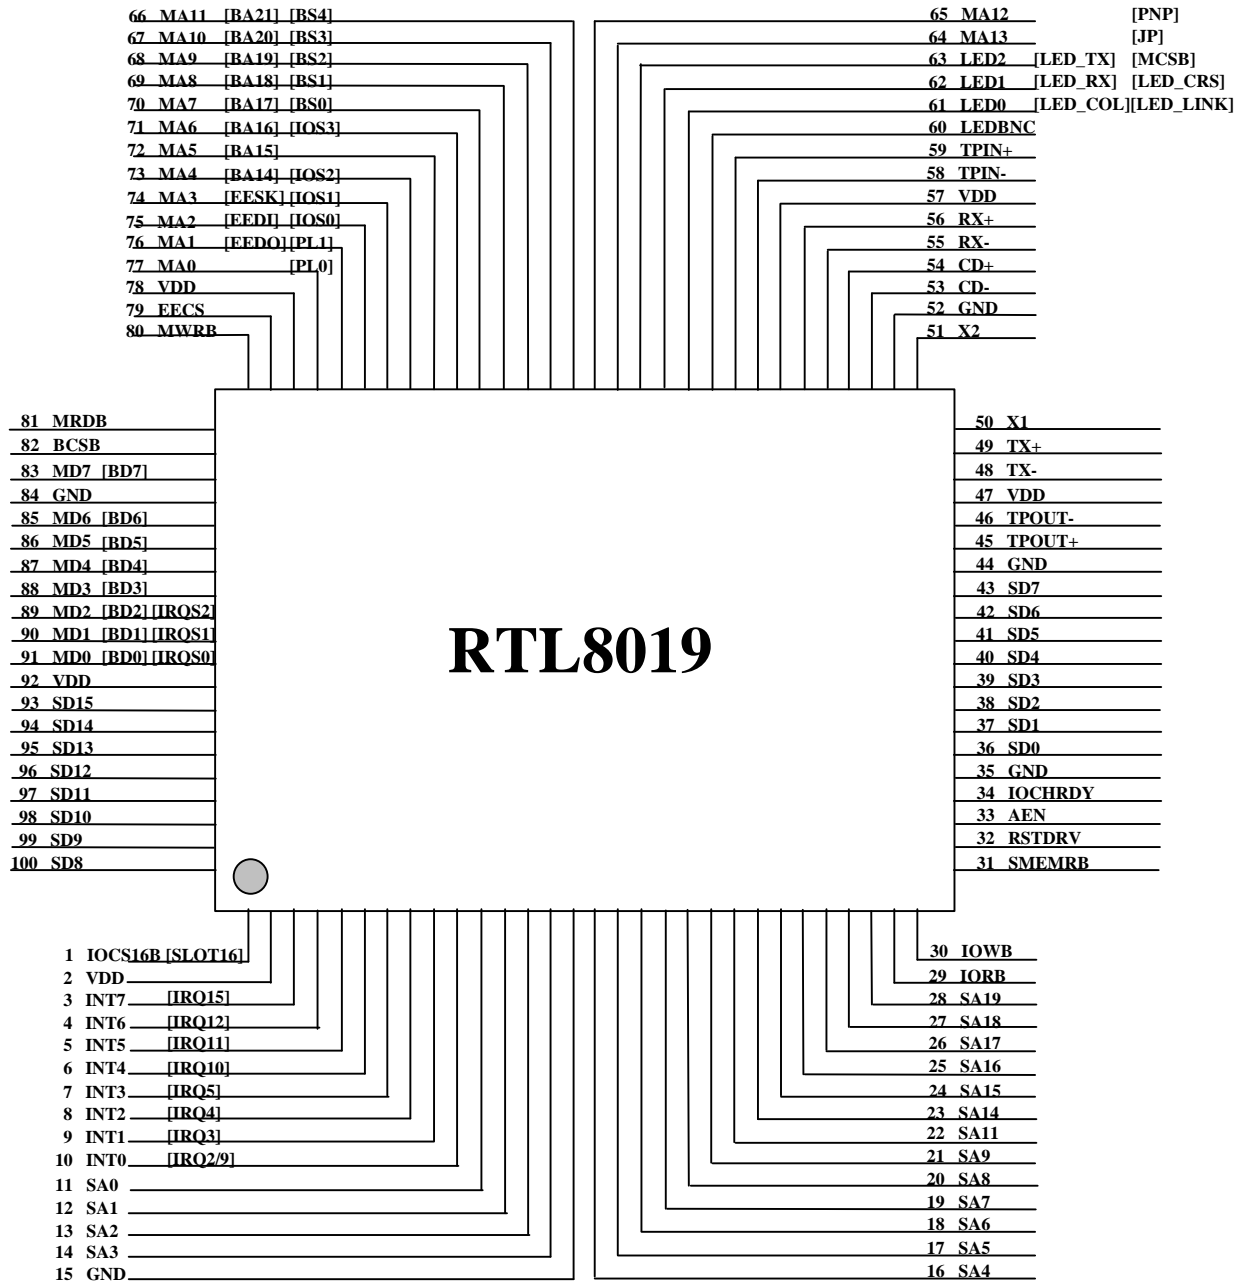 66 MA11 [BA21] [BS4]
67 MA10 [BA20] [BS3]
68 MA9 [BA19] [BS2]
69 MA8 [BA18] [BS1]
70 MA7 [BA17] [BS0]
71 MA6 [BA16] [IOS3]
72 MA5 [BA15]
73 MA4 [BA14] [IOS2]
74 MA3 [EESK] [IOS1]
75 MA2 [EEDI] [IOS0]
76 MA1 [EEDO] [PL1]
77 MA0 [PL0]
78 VDD
79 EECS
80 MWRB
65 MA12 [PNP]
64 MA13 [JP]
63 LED2 [LED_TX] [MCSB]
62 LED1 [LED_RX] [LED_CRS]
61 LED0 [LED_COL][LED_LINK]
60 LEDBNC
59 TPIN+
58 TPIN-
57 VDD
56 RX+
55 RX-
54 CD+
53 CD-
52 GND
51 X2
81 MRDB
82 BCSB
83 MD7 [BD7]
84 GND
85 MD6 [BD6]
86 MD5 [BD5]
87 MD4 [BD4]
88 MD3 [BD3]
89 MD2 [BD2] [IRQS2]
90 MD1 [BD1] [IRQS1]
91 MD0 [BD0] [IRQS0]
92 VDD
93 SD15
94 SD14
95 SD13
96 SD12
97 SD11
98 SD10
99 SD9
100 SD8
RTL8019
50 X1
49 TX+
48 TX-
47 VDD
46 TPOUT-
45 TPOUT+
44 GND
43 SD7
42 SD6
41 SD5
40 SD4
39 SD3
38 SD2
37 SD1
36 SD0
35 GND
34 IOCHRDY
33 AEN
32 RSTDRV
31 SMEMRB
1 IOCS16B [SLOT16]
2 VDD
3 INT7 [IRQ15]
4 INT6 [IRQ12]
5 INT5 [IRQ11]
6 INT4 [IRQ10]
7 INT3 [IRQ5]
8 INT2 [IRQ4]
9 INT1 [IRQ3]
10 INT0 [IRQ2/9]
11 SA0
12 SA1
13 SA2
14 SA3
15 GND
30 IOWB
29 IORB
28 SA19
27 SA18
26 SA17
25 SA16
24 SA15
23 SA14
22 SA11
21 SA9
20 SA8
19 SA7
18 SA6
17 SA5
16 SA4